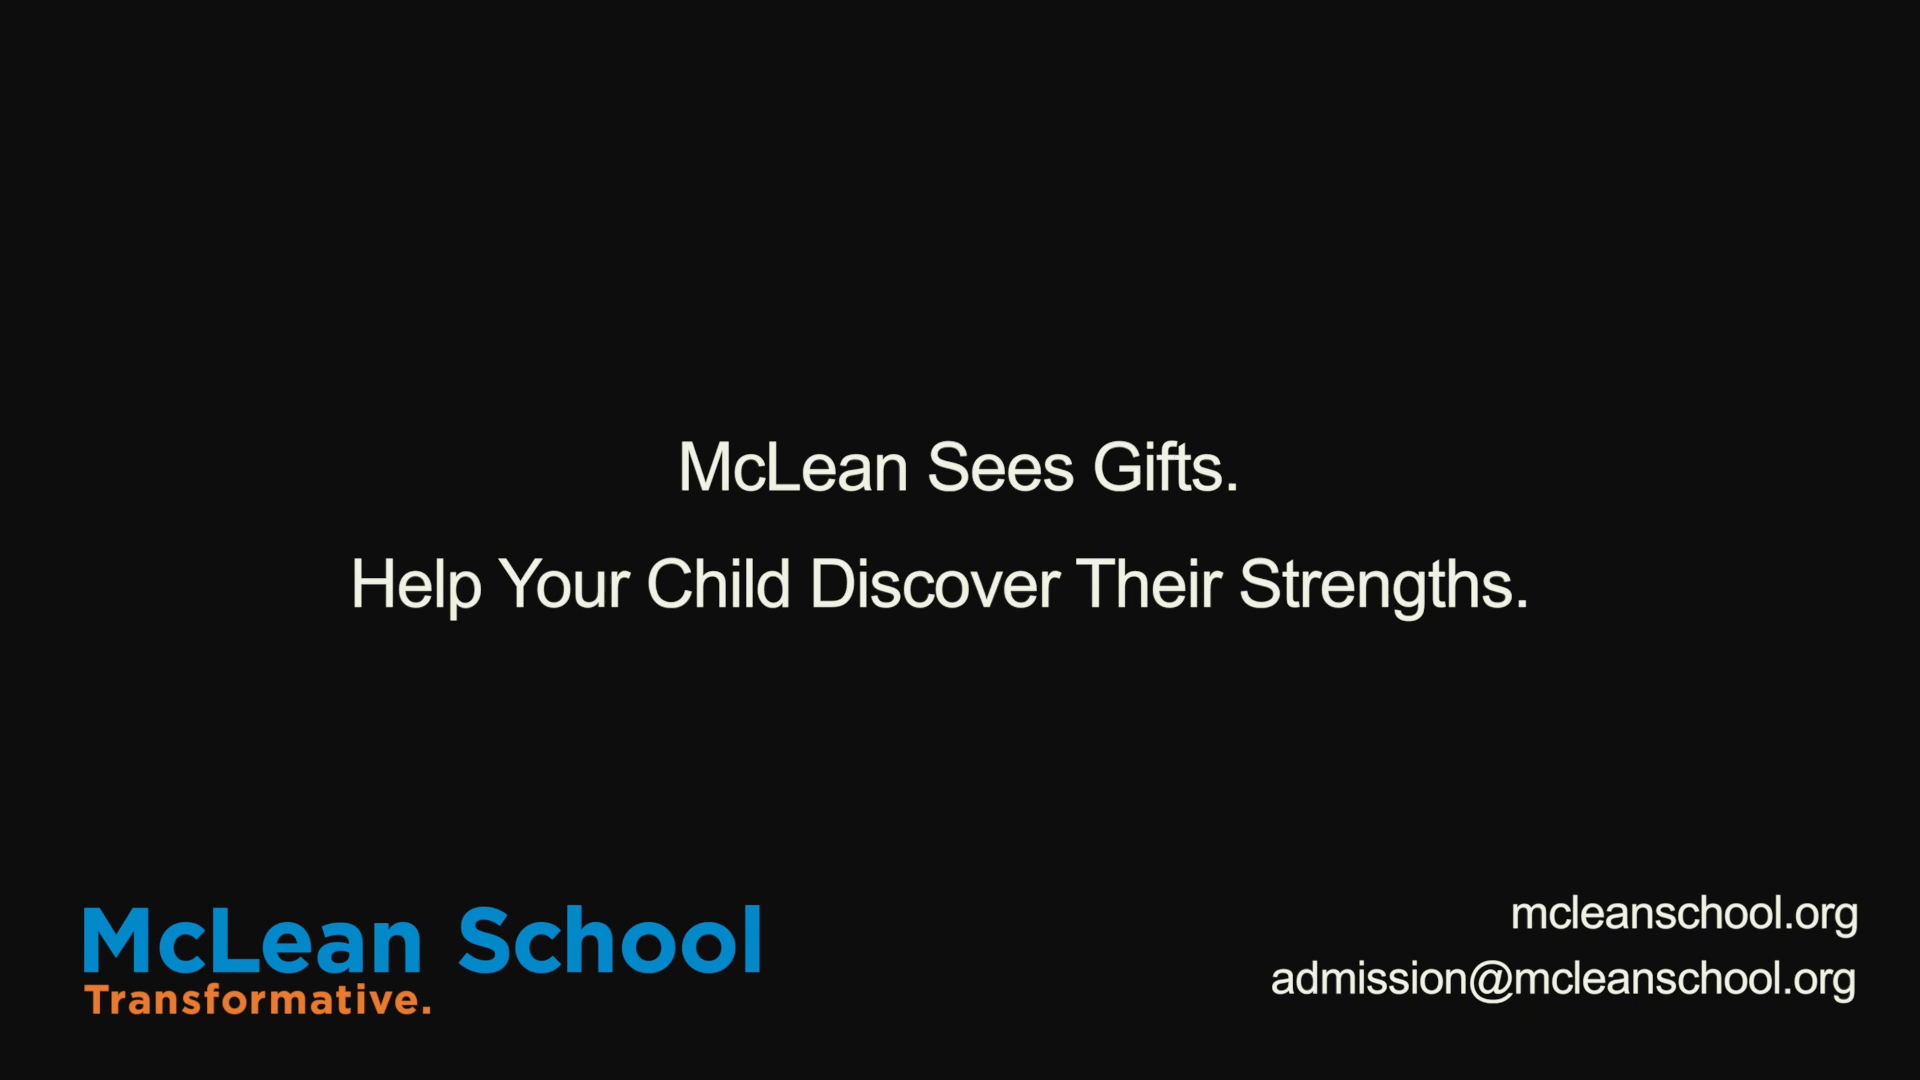 McLean Sees Gifts.
Help Your Child Discover Their Strengths.
McLean School
Transformative.
mcleanschool.org
admission@mcleanschool.org